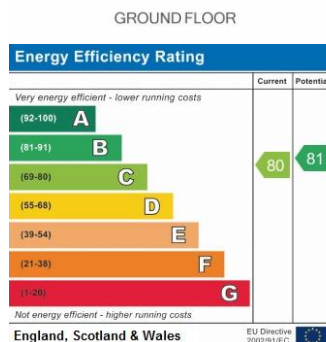 GROUND FLOOR
Energy Efficiency Rating
Current Potentia
Very energy efficient - lower running costs
(92-100) A
(81-91) B
(69-80) C
(55-68) D
(39-54) E
(21-38) F
(1-20) G
80
81
Not energy efficient - higher running costs
England, Scotland & Wales
EU Directive
2002/91/EC